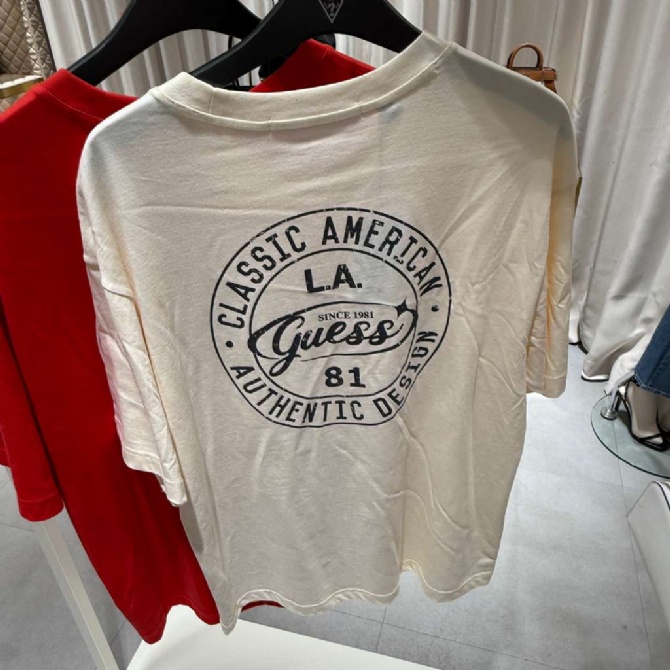 CLASSIC AMERICAN
L.A.
SINCE 1981
Guess
81
AUTHENTIC DESIGN